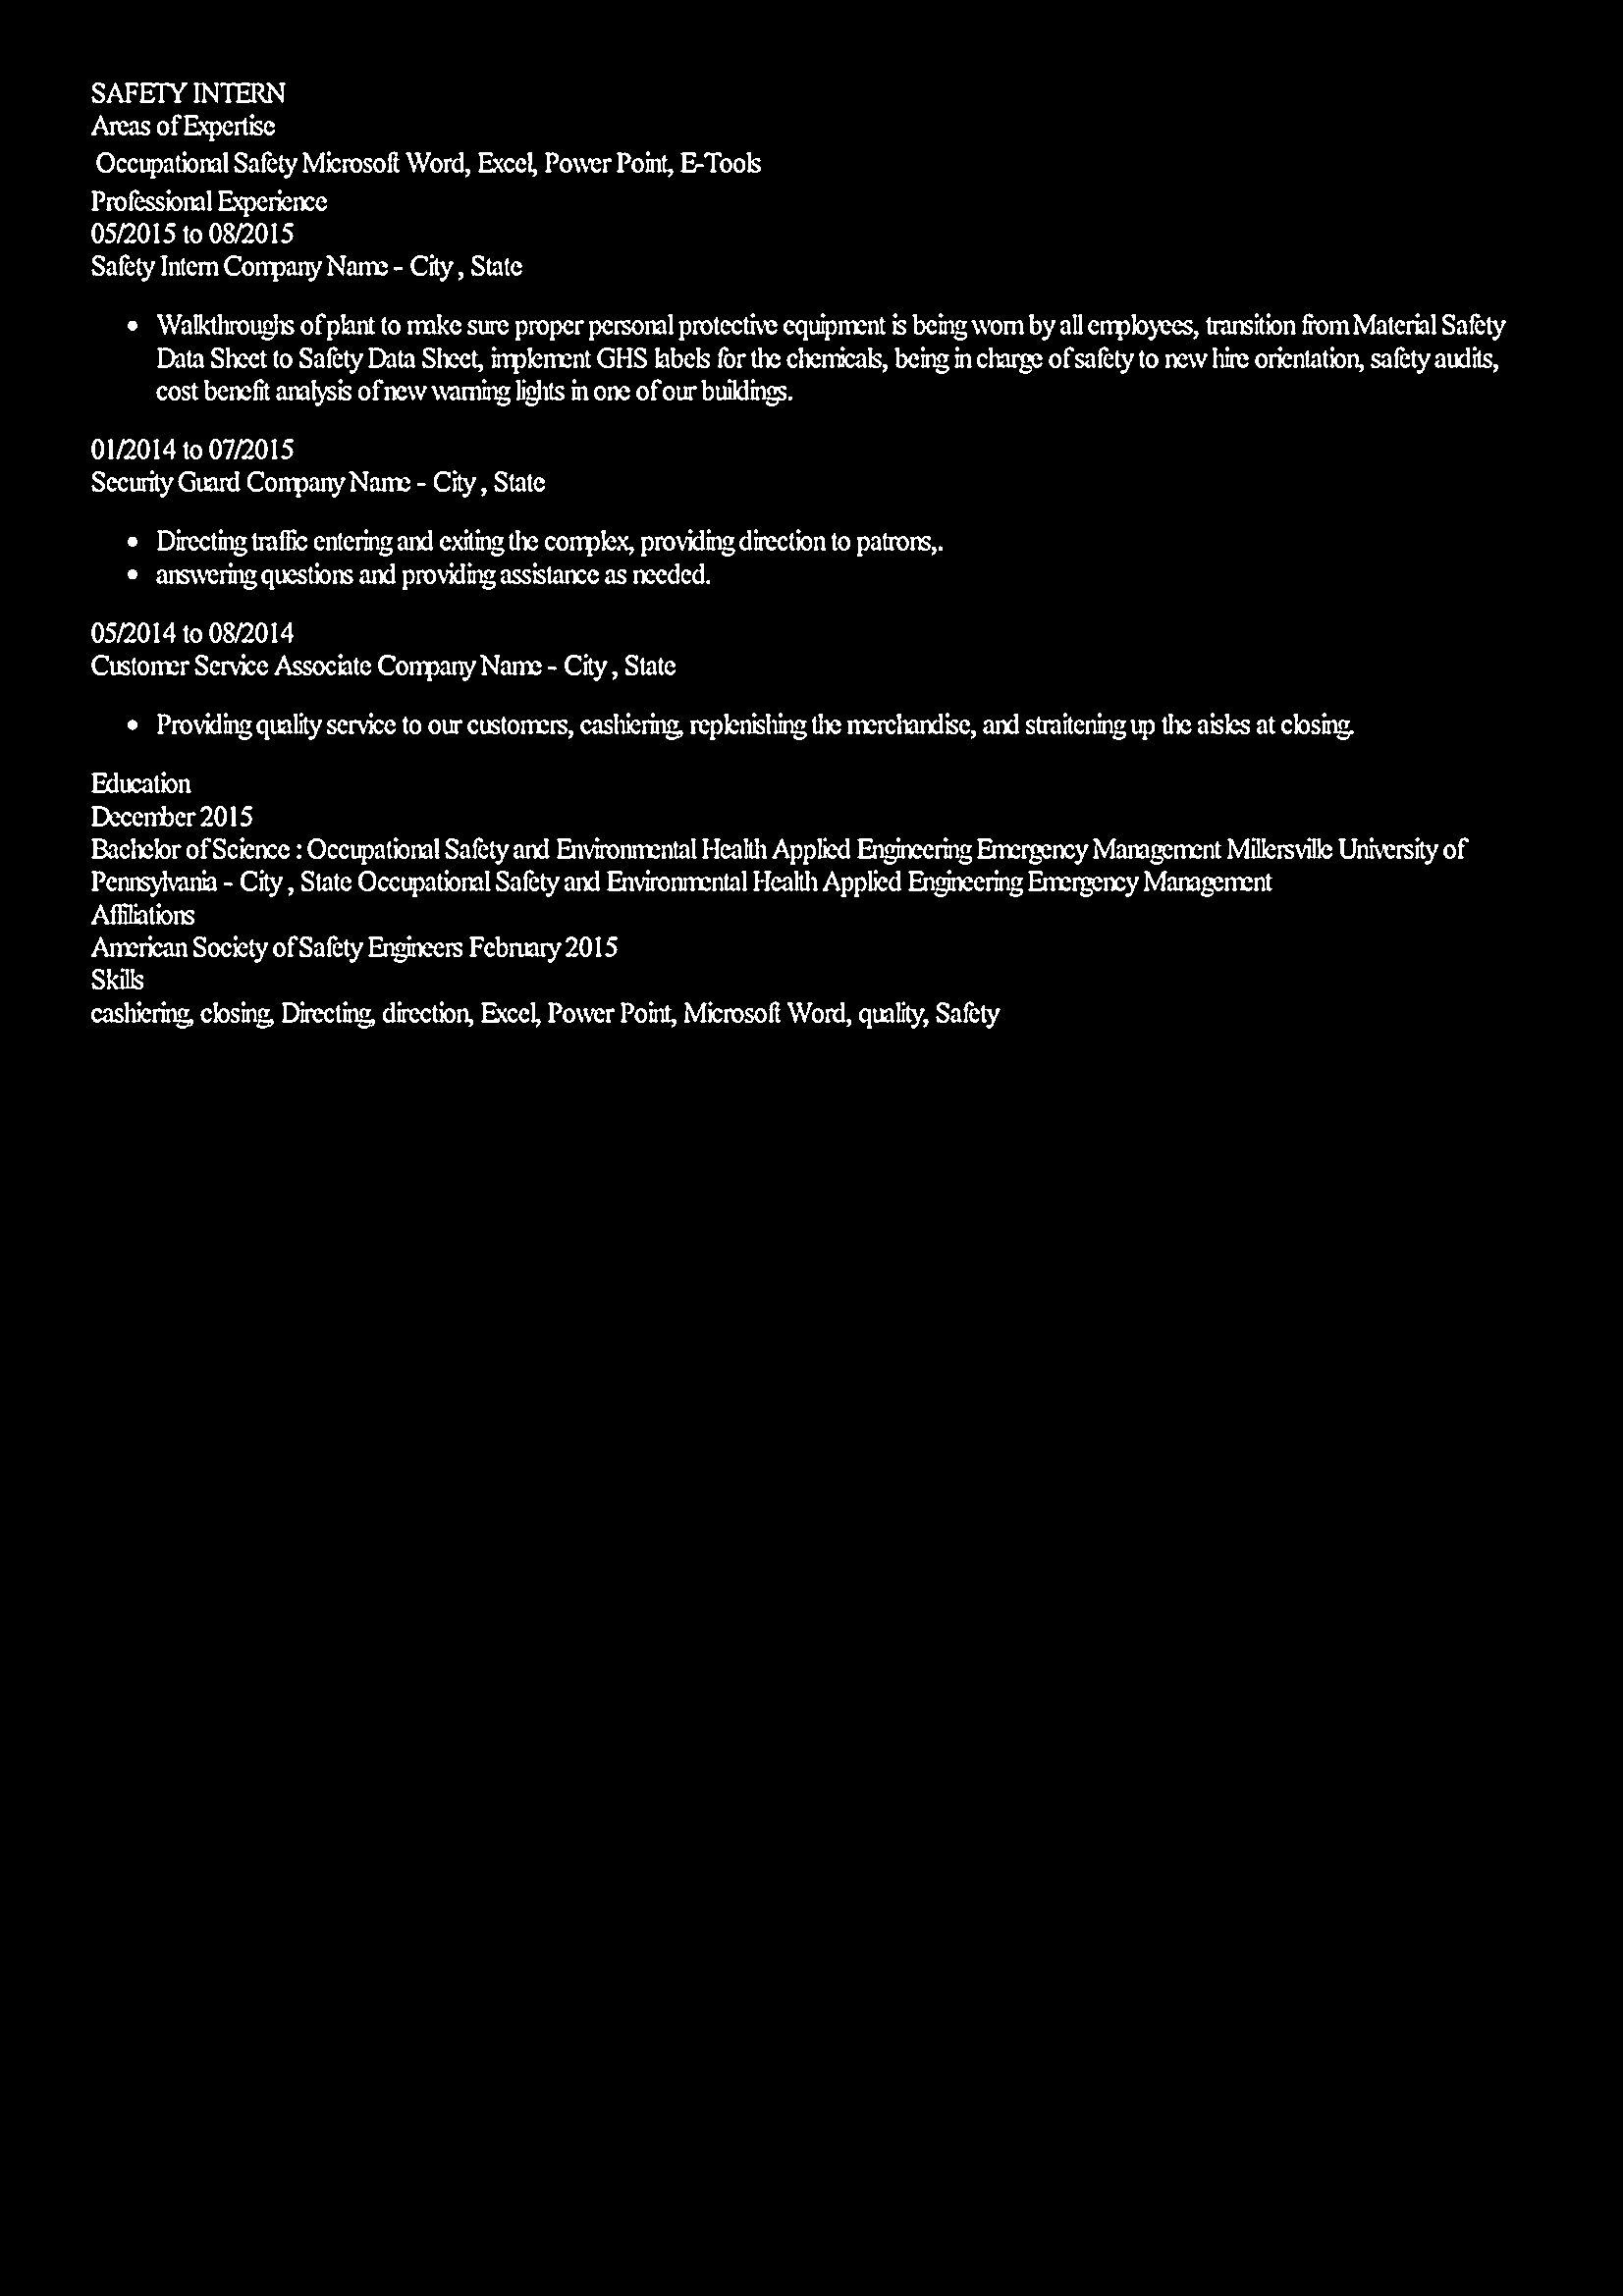 SAFETY INTERN
Areas of Expertise
Occupational Safety Microsoft Word, Excel, Power Point, E-Tools
Professional Experience
05/2015 to 08/2015
Safety Intern Company Name - City , State
• Walkthroughs of plant to make sure proper personal protective equipment is being worn by all employees, transition from Material Safety
Data Sheet to Safety Data Sheet, implement GHS labels for the chemicals, being in charge of safety to new hire orientation, safety audits,
cost benefit analysis of new warning lights in one of our buildings.
01/2014 to 07/2015
Security Guard Company Name - City , State
• Directing traffic entering and exiting the complex, providing direction to patrons,.
• answering questions and providing assistance as needed.
05/2014 to 08/2014
Customer Service Associate Company Name - City , State
• Providing quality service to our customers, cashiering, replenishing the merchandise, and straitening up the aisles at closing.
Education
December 2015
Bachelor of Science : Occupational Safety and Environmental Health Applied Engineering Emergency Management Millersville University of
Pennsylvania - City , State Occupational Safety and Environmental Health Applied Engineering Emergency Management
Affiliations
American Society of Safety Engineers February 2015
Skills
cashiering, closing, Directing, direction, Excel, Power Point, Microsoft Word, quality, Safety